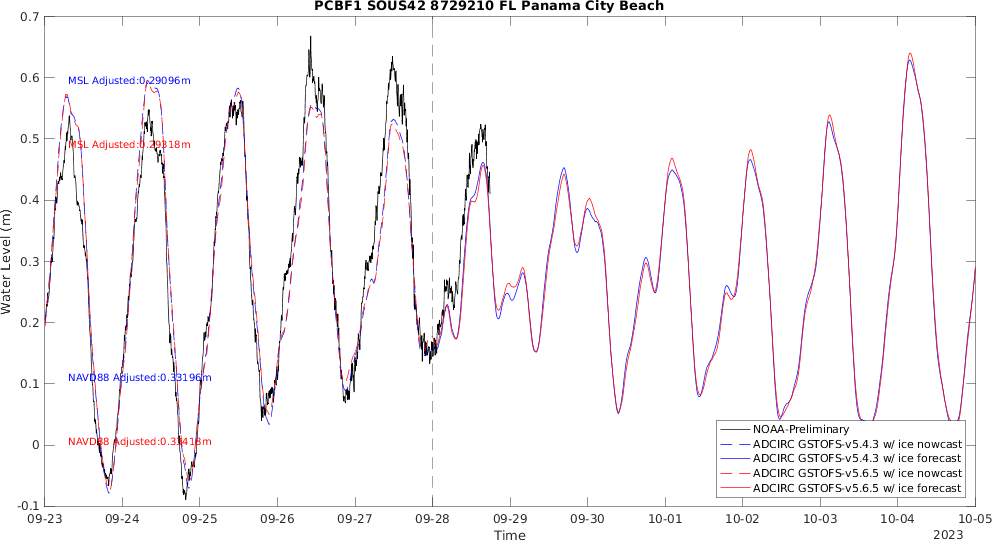 PCBF1 SOUS42 8729210 FL Panama City Beach
0.7
0.6
0.5
0.4
0.3
0.2
0.1
0
-0.1
Water Level (m)
MSL Adjusted:0.29096m
MSL Adjusted:0.29318m
NAVD88 Adjusted:0.33196m
NAVD88 Adjusted:0.33418m
NOAA-Preliminary
ADCIRC GSTOFS-v5.4.3 w/ ice nowcast
ADCIRC GSTOFS-v5.4.3 w/ ice forecast
ADCIRC GSTOFS-v5.6.5 w/ ice nowcast
ADCIRC GSTOFS-v5.6.5 w/ ice forecast
09-23 09-24 09-25 09-26 09-27 09-28 09-29 09-30 10-01 10-02 10-03 10-04 10-05
Time
2023